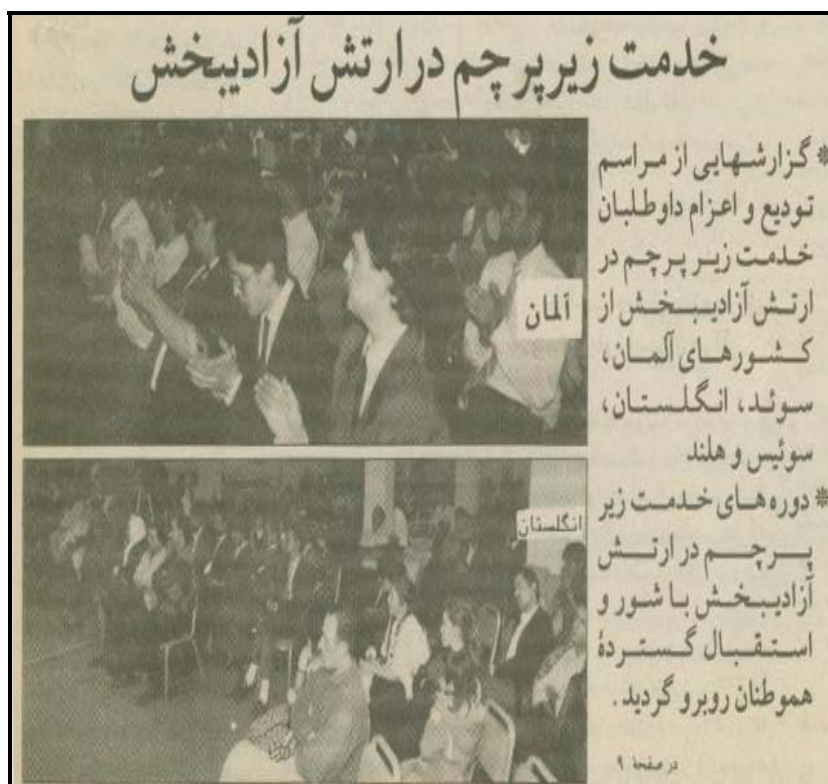 خدمت زیر پرچم در ارتش آزادیبخش
* گزارشهایی از مراسم
تودیع و اعزام داوطلبان
خدمت زیر پرچم در
ارتش آزادیبخش از
کشورهای آلمان،
سوئد، انگلستان،
سوئیس و هلند
* دوره های خدمت زیر
پرچم در ارتش
آزادیبخش با شور و
استقبال گستردهٔ
هموطنان روبرو گردید.
در صفحهٔ ۹
آلمان
انگلستان